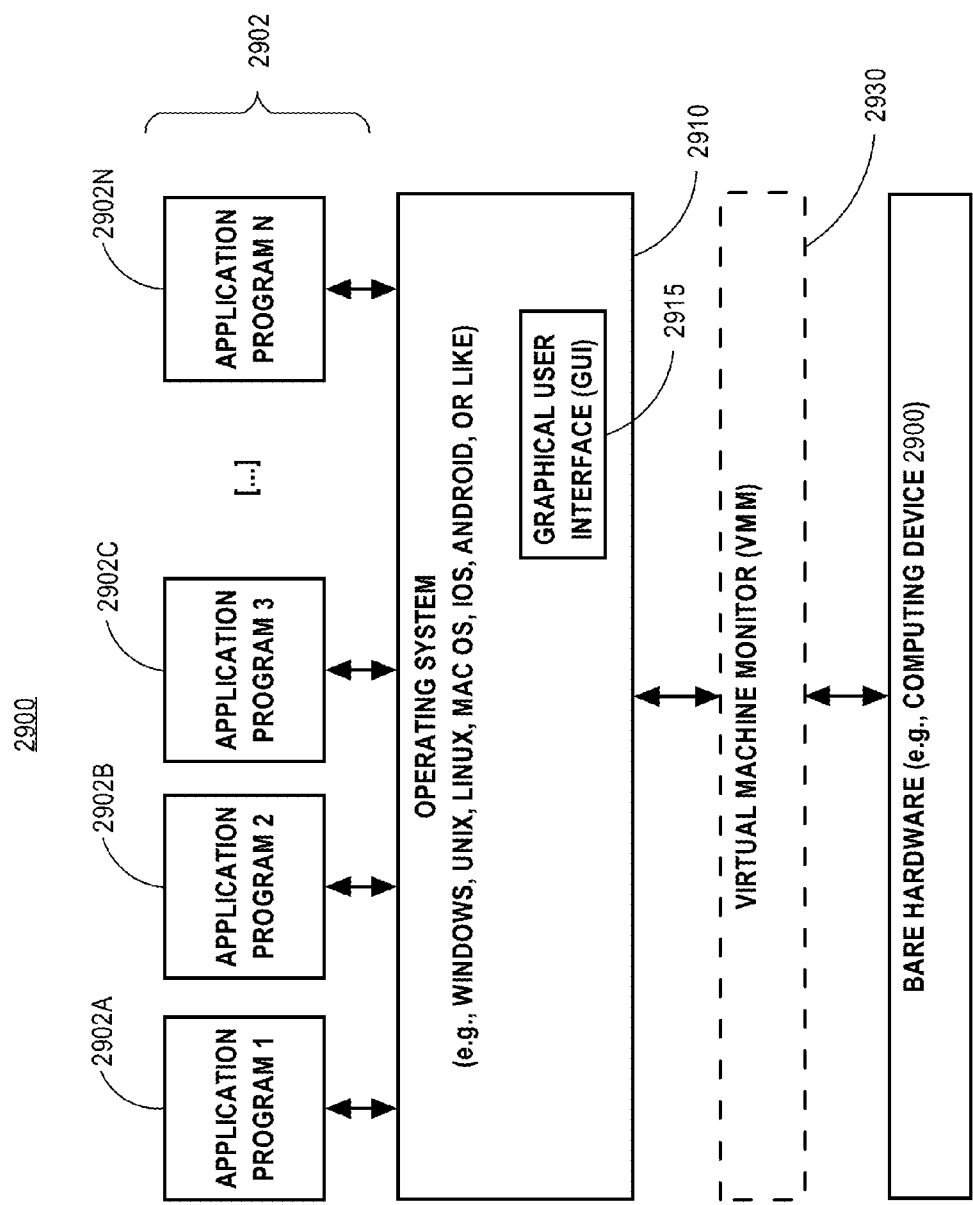 2900
2902
2902A
2902B
2902C
2902N
APPLICATION
PROGRAM 1
APPLICATION
PROGRAM 2
APPLICATION
PROGRAM 3
[...]
APPLICATION
PROGRAM N
OPERATING SYSTEM
(e.g., WINDOWS, UNIX, LINUX, MAC OS, IOS, ANDROID, OR LIKE)
GRAPHICAL USER
INTERFACE (GUI)
2910
2915
VIRTUAL MACHINE MONITOR (VMM)
2930
BARE HARDWARE (e.g., COMPUTING DEVICE 2900)